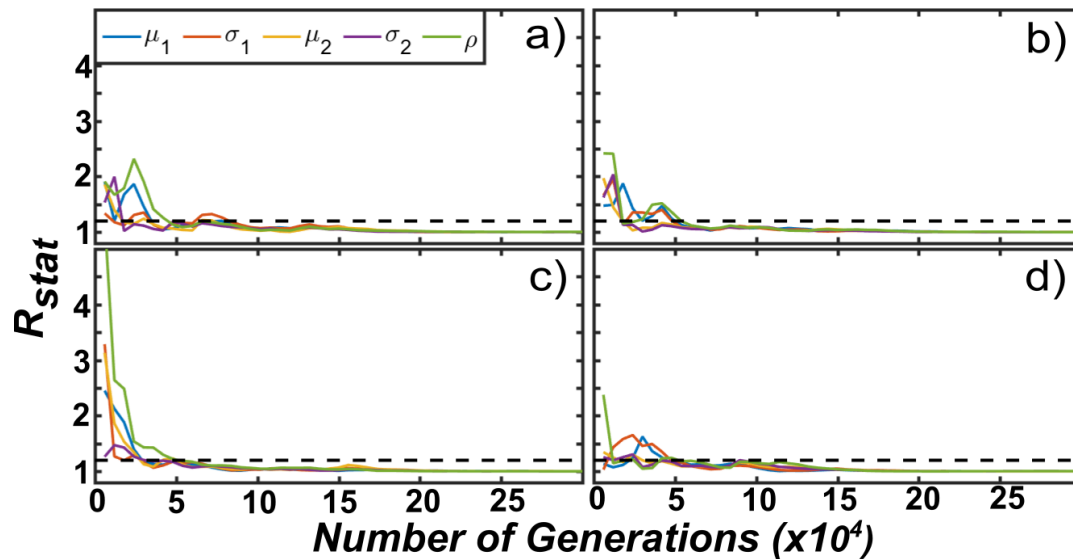 μ₁ σ₁ μ₂ σ₂ ρ
a)
b)
4
3
2
1
c)
d)
4
3
2
1
R_stat
0 5 10 15 20 25
0 5 10 15 20 25
Number of Generations (x10⁴)